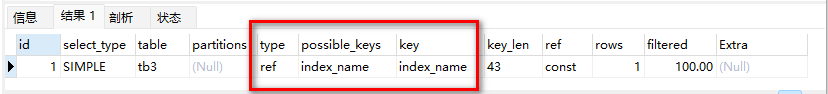 信息 结果 1 剖析 状态
id select_type table partitions type possible_keys key key_len ref rows filtered Extra
1 SIMPLE tb3 (Null) ref index_name index_name 43 const 1 100.00 (Null)